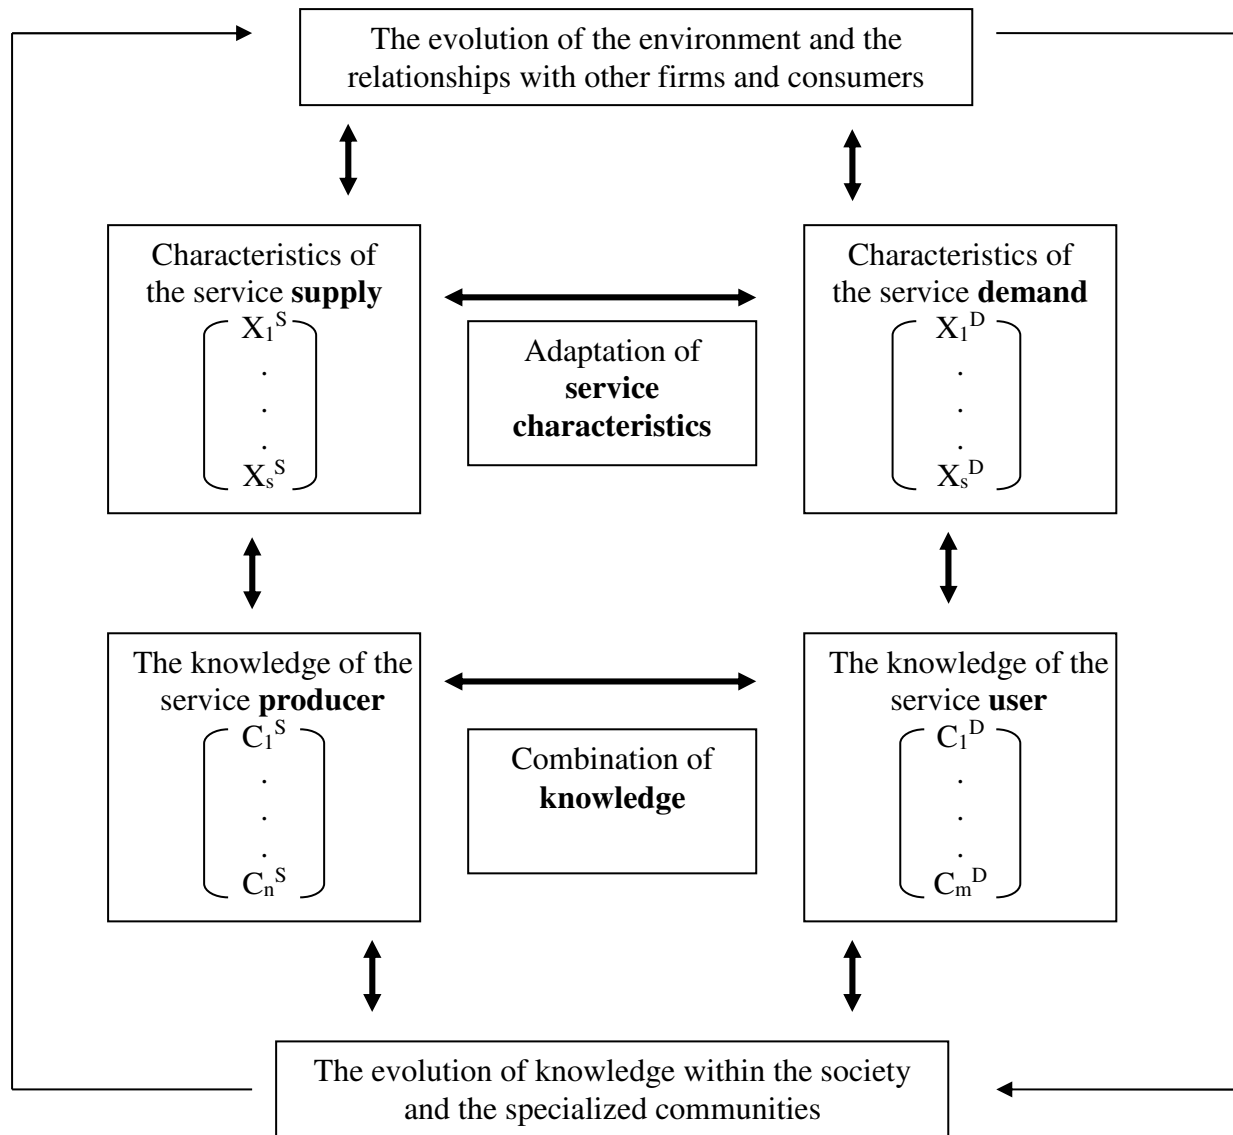 The evolution of the environment and the
relationships with other firms and consumers
Characteristics of
the service supply
X₁ˢ
.
.
.
Xₛˢ
Adaptation of
service
characteristics
Characteristics of
the service demand
X₁ᴰ
.
.
.
Xₛᴰ
The knowledge of the
service producer
C₁ˢ
.
.
.
Cₙˢ
Combination of
knowledge
The knowledge of the
service user
C₁ᴰ
.
.
.
Cₘᴰ
The evolution of knowledge within the society
and the specialized communities